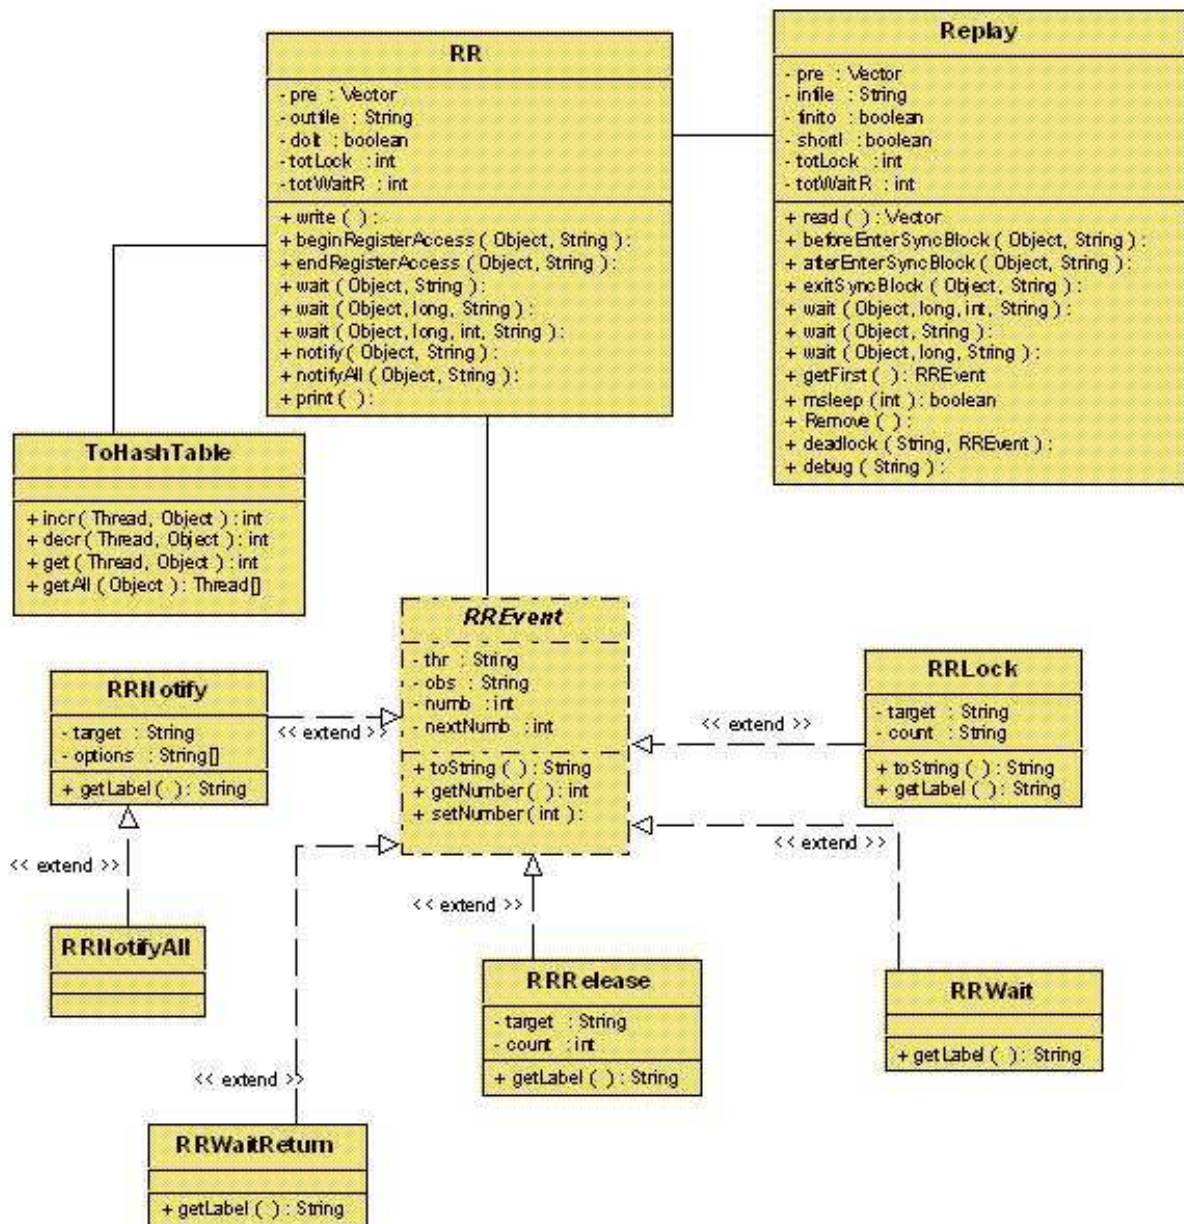 RR
- pre : Vector
- outfile : String
- doIt : boolean
- totLock : int
- totWaitR : int
+ write ( ) :
+ beginRegisterAccess ( Object, String ) :
+ endRegisterAccess ( Object, String ) :
+ wait ( Object, String ) :
+ wait ( Object, long, String ) :
+ wait ( Object, long, int, String ) :
+ notify ( Object, String ) :
+ notifyAll ( Object, String ) :
+ print ( ) :
Replay
- pre : Vector
- infile : String
- finito : boolean
- shortI : boolean
- totLock : int
- totWaitR : int
+ read ( ) : Vector
+ beforeEnterSyncBlock ( Object, String ) :
+ afterEnterSyncBlock ( Object, String ) :
+ exitSyncBlock ( Object, String ) :
+ wait ( Object, long, int, String ) :
+ wait ( Object, String ) :
+ wait ( Object, long, String ) :
+ getFirst ( ) : RREvent
+ msleep (int ) : boolean
+ Remove ( ) :
+ deadlock ( String, RREvent ) :
+ debug ( String ) :
ToHashTable
+ incr ( Thread, Object ) : int
+ decr ( Thread, Object ) : int
+ get ( Thread, Object ) : int
+ getAll ( Object ) : Thread[]
RREvent
- thr : String
- obs : String
- numb : int
- nextNumb : int
+ toString ( ) : String
+ getNumber ( ) : int
+ setNumber (int ) :
RRNotify
- target : String
- options : String[]
+ getLabel ( ) : String
<< extend >>
RRLock
- target : String
- count : String
+ toString ( ) : String
+ getLabel ( ) : String
<< extend >>
<< extend >>
<< extend >>
<< extend >>
<< extend >>
RRNotifyAll
RRRelease
- target : String
- count : int
+ getLabel ( ) : String
RRWait
+ getLabel ( ) : String
RRWaitReturn
+ getLabel ( ) : String